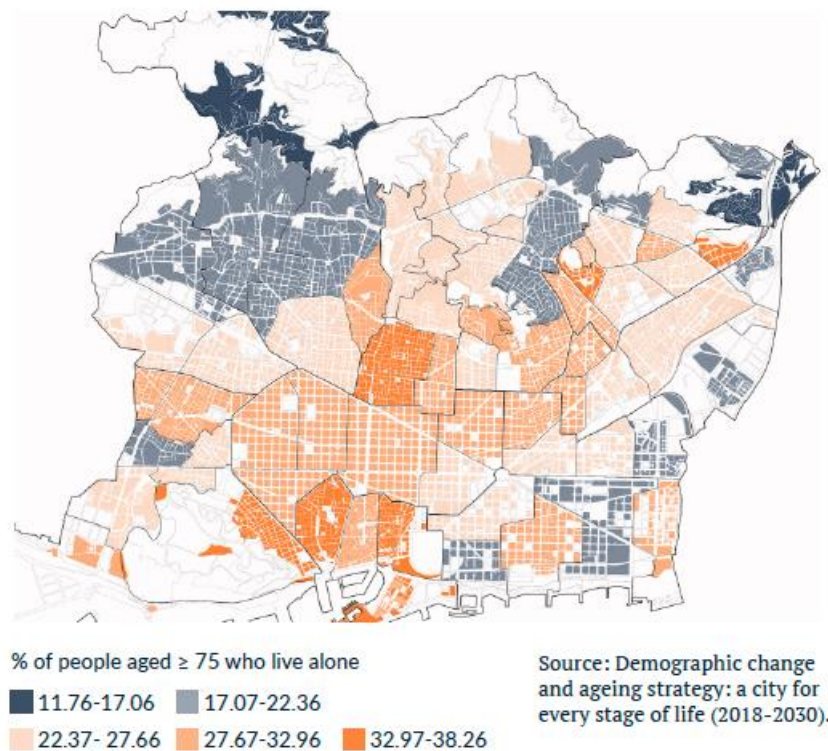 % of people aged ≥ 75 who live alone
11.76-17.06 17.07-22.36
22.37- 27.66 27.67-32.96 32.97-38.26
Source: Demographic change
and ageing strategy: a city for
every stage of life (2018-2030).